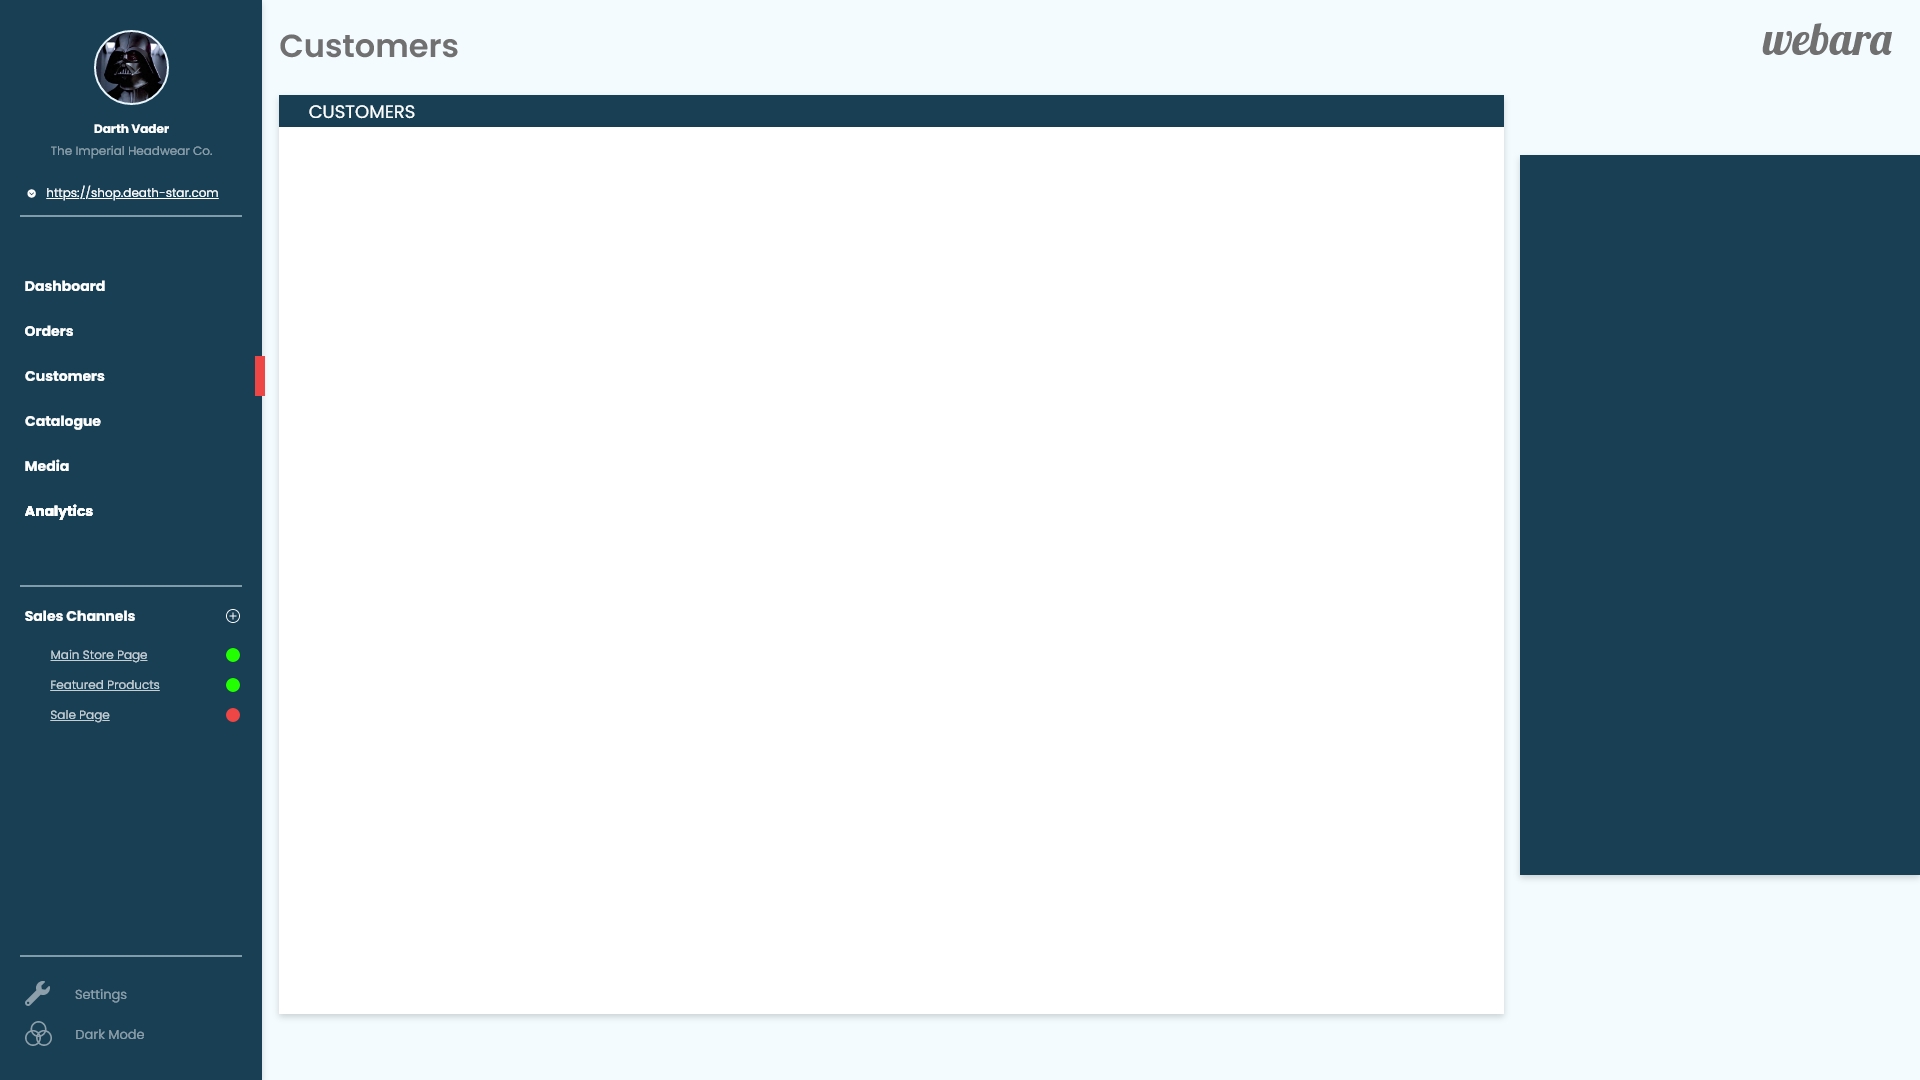 Darth Vader
The Imperial Headwear Co.
https://shop.death-star.com
Dashboard
Orders
Customers
Catalogue
Media
Analytics
Sales Channels
Main Store Page
Featured Products
Sale Page
Settings
Dark Mode
Customers
webara
CUSTOMERS